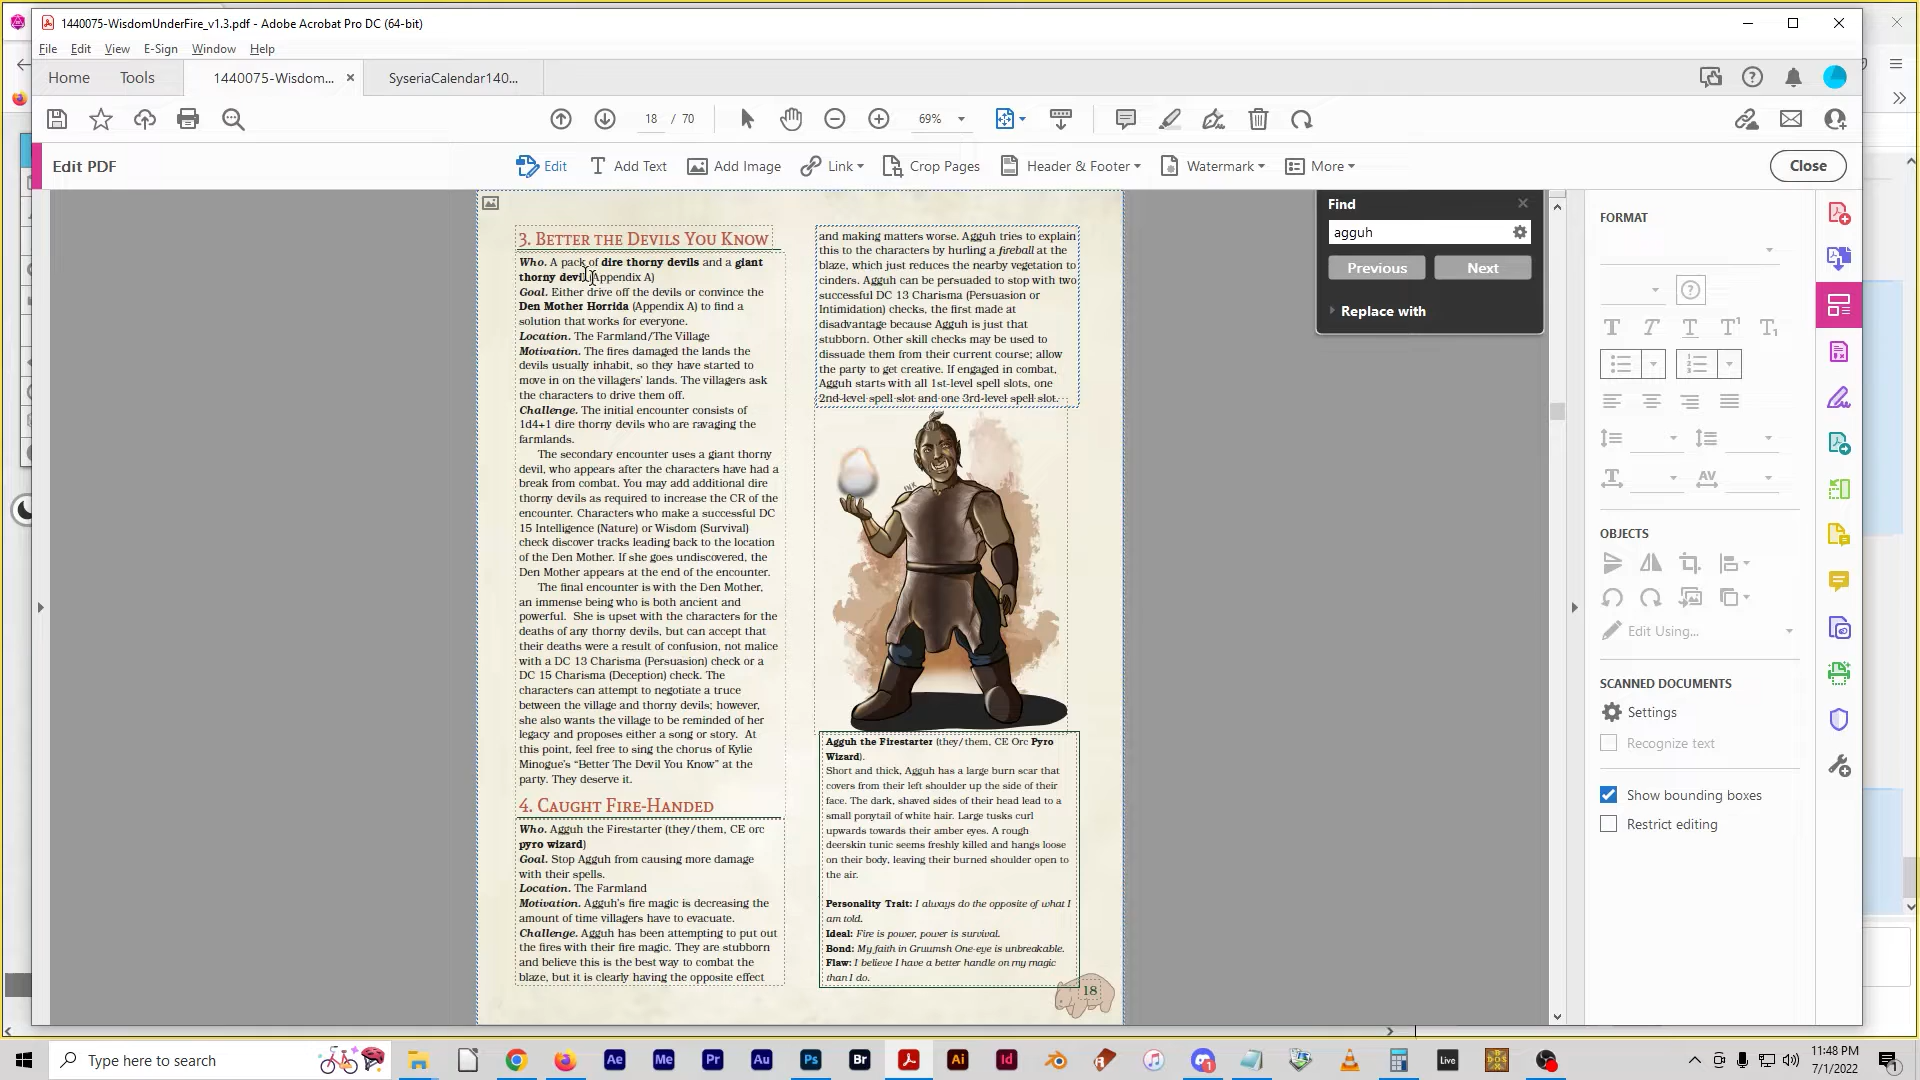 1440075-WisdomUnderFire_v1.3.pdf - Adobe Acrobat Pro DC (64-bit)
File Edit View E-Sign Window Help
Home Tools 1440075-Wisdom... × SyseriaCalendar140...
18 / 70 69%
Edit PDF Edit Add Text Add Image Link Crop Pages Header & Footer Watermark More Close
3. Better the Devils You Know
Who. A pack of dire thorny devils and a giant
thorny devil (Appendix A)
Goal. Either drive off the devils or convince the
Den Mother Horrida (Appendix A) to find a
solution that works for everyone.
Location. The Farmland/The Village
Motivation. The fires damaged the lands the
devils usually inhabit, so they have started to
move in on the villagers' lands. The villagers ask
the characters to drive them off.
Challenge. The initial encounter consists of
1d4+1 dire thorny devils who are ravaging the
farmlands.
The secondary encounter uses a giant thorny
devil, who appears after the characters have had a
break from combat. You may add additional dire
thorny devils as required to increase the CR of the
encounter. Characters who make a successful DC
15 Intelligence (Nature) or Wisdom (Survival)
check discover tracks leading back to the location
of the Den Mother. If she goes undiscovered, the
Den Mother appears at the end of the encounter.
The final encounter is with the Den Mother,
an immense being who is both ancient and
powerful. She is upset with the characters for the
deaths of any thorny devils, but can accept that
their deaths were a result of confusion, not malice
with a DC 13 Charisma (Persuasion) check or a
DC 15 Charisma (Deception) check. The
characters can attempt to negotiate a truce
between the village and thorny devils; however,
she also wants the village to be reminded of her
legacy and proposes either a song or story. At
this point, feel free to sing the chorus of Kylie
Minogue's "Better The Devil You Know" at the
party. They deserve it.
4. Caught Fire-Handed
Who. Agguh the Firestarter (they/them, CE orc
pyro wizard)
Goal. Stop Agguh from causing more damage
with their spells.
Location. The Farmland
Motivation. Agguh's fire magic is decreasing the
amount of time villagers have to evacuate.
Challenge. Agguh has been attempting to put out
the fires with their fire magic. They are stubborn
and believe this is the best way to combat the
blaze, but it is clearly having the opposite effect
and making matters worse. Agguh tries to explain
this to the characters by hurling a fireball at the
blaze, which just reduces the nearby vegetation to
cinders. Agguh can be persuaded to stop with two
successful DC 13 Charisma (Persuasion or
Intimidation) checks, the first made at
disadvantage because Agguh is just that
stubborn. Other skill checks may be used to
dissuade them from their current course; allow
the party to get creative. If engaged in combat,
Agguh starts with all 1st-level spell slots, one
2nd-level spell slot and one 3rd-level spell slot.
Agguh the Firestarter (they/them, CE Orc Pyro
Wizard).
Short and thick, Agguh has a large burn scar that
covers from their left shoulder up the side of their
face. The dark, shaved sides of their head lead to a
small ponytail of white hair. Large tusks curl
upwards towards their amber eyes. A rough
deerskin tunic seems freshly killed and hangs loose
on their body, leaving their burned shoulder open to
the air.
Personality Trait: I always do the opposite of what I
am told.
Ideal: Fire is power, power is survival.
Bond: My faith in Gruumsh One-eye is unbreakable.
Flaw: I believe I have a better handle on my magic
than I do.
18
Find
agguh
Previous Next
Replace with
FORMAT
OBJECTS
Edit Using...
SCANNED DOCUMENTS
Settings
Recognize text
Show bounding boxes
Restrict editing
Type here to search
Ae Me Pr Au Ps Br Ai Id Live
11:48 PM
7/1/2022